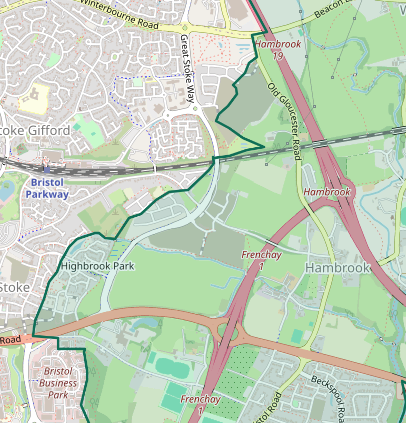 Winterbourne Road
Beacon
Hambrook
19
Great Stoke Way
Old Gloucester Road
Stoke Gifford
Bristol
Parkway
Hambrook
Frenchay
1
Hambrook
Highbrook Park
Stoke
Road
Bristol
Business
Park
Frenchay
1
Beckspool Road
Bristol Road